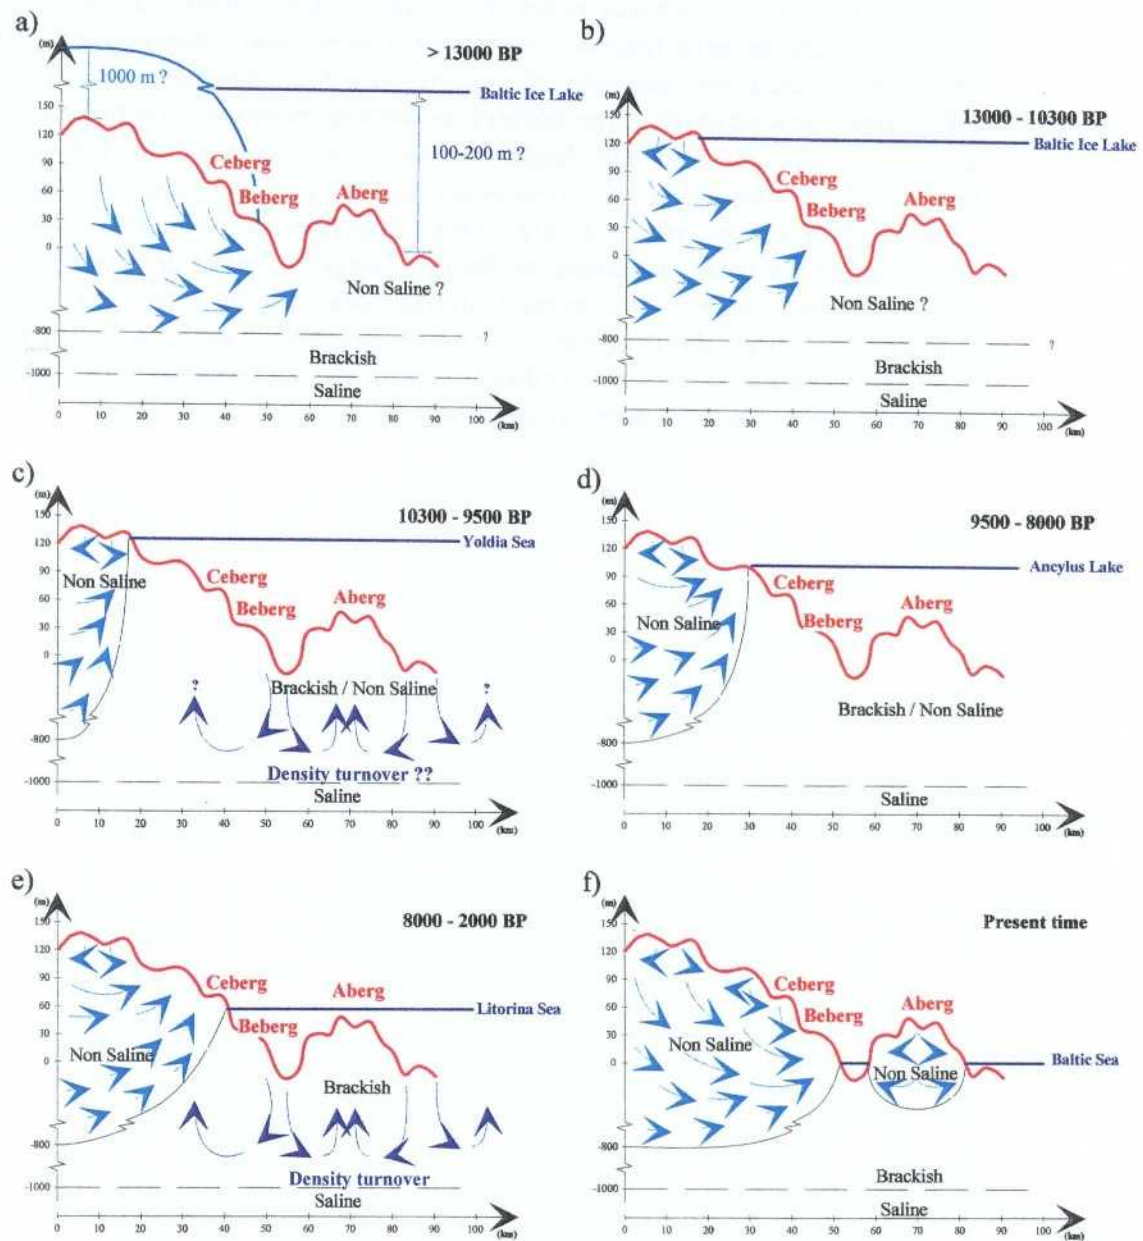 a)
(m)
> 13000 BP
1000 m ?
Baltic Ice Lake
150
120
100-200 m ?
90
Ceberg
60
Beberg
Aberg
30
0
Non Saline ?
-800
?
Brackish
-1000
Saline
0 10 20 30 40 50 60 70 80 90 100
(km)
b)
(m)
150
13000 - 10300 BP
120
Baltic Ice Lake
90
Ceberg
60
Beberg
Aberg
30
0
Non Saline ?
-800
?
Brackish
-1000
Saline
0 10 20 30 40 50 60 70 80 90 100
(km)
c)
(m)
150
10300 - 9500 BP
120
Yoldia Sea
90
Non Saline
Ceberg
60
Beberg
Aberg
30
0
? Brackish / Non Saline ?
-800
Density turnover ??
-1000
Saline
0 10 20 30 40 50 60 70 80 90 100
(km)
d)
(m)
150
9500 - 8000 BP
120
Ancylus Lake
90
Ceberg
60
Non Saline
Beberg
Aberg
30
0
Brackish / Non Saline
-800
-1000
Saline
0 10 20 30 40 50 60 70 80 90 100
(km)
e)
(m)
150
8000 - 2000 BP
120
90
Ceberg
Aberg
60
Litorina Sea
Beberg
30
Non Saline
0
Brackish
-800
Density turnover
-1000
Saline
0 10 20 30 40 50 60 70 80 90 100
(km)
f)
(m)
150
Present time
120
90
Ceberg
60
Beberg
Aberg
30
Non Saline
0
Baltic Sea
Non Saline
-800
Brackish
-1000
Saline
0 10 20 30 40 50 60 70 80 90 100
(km)